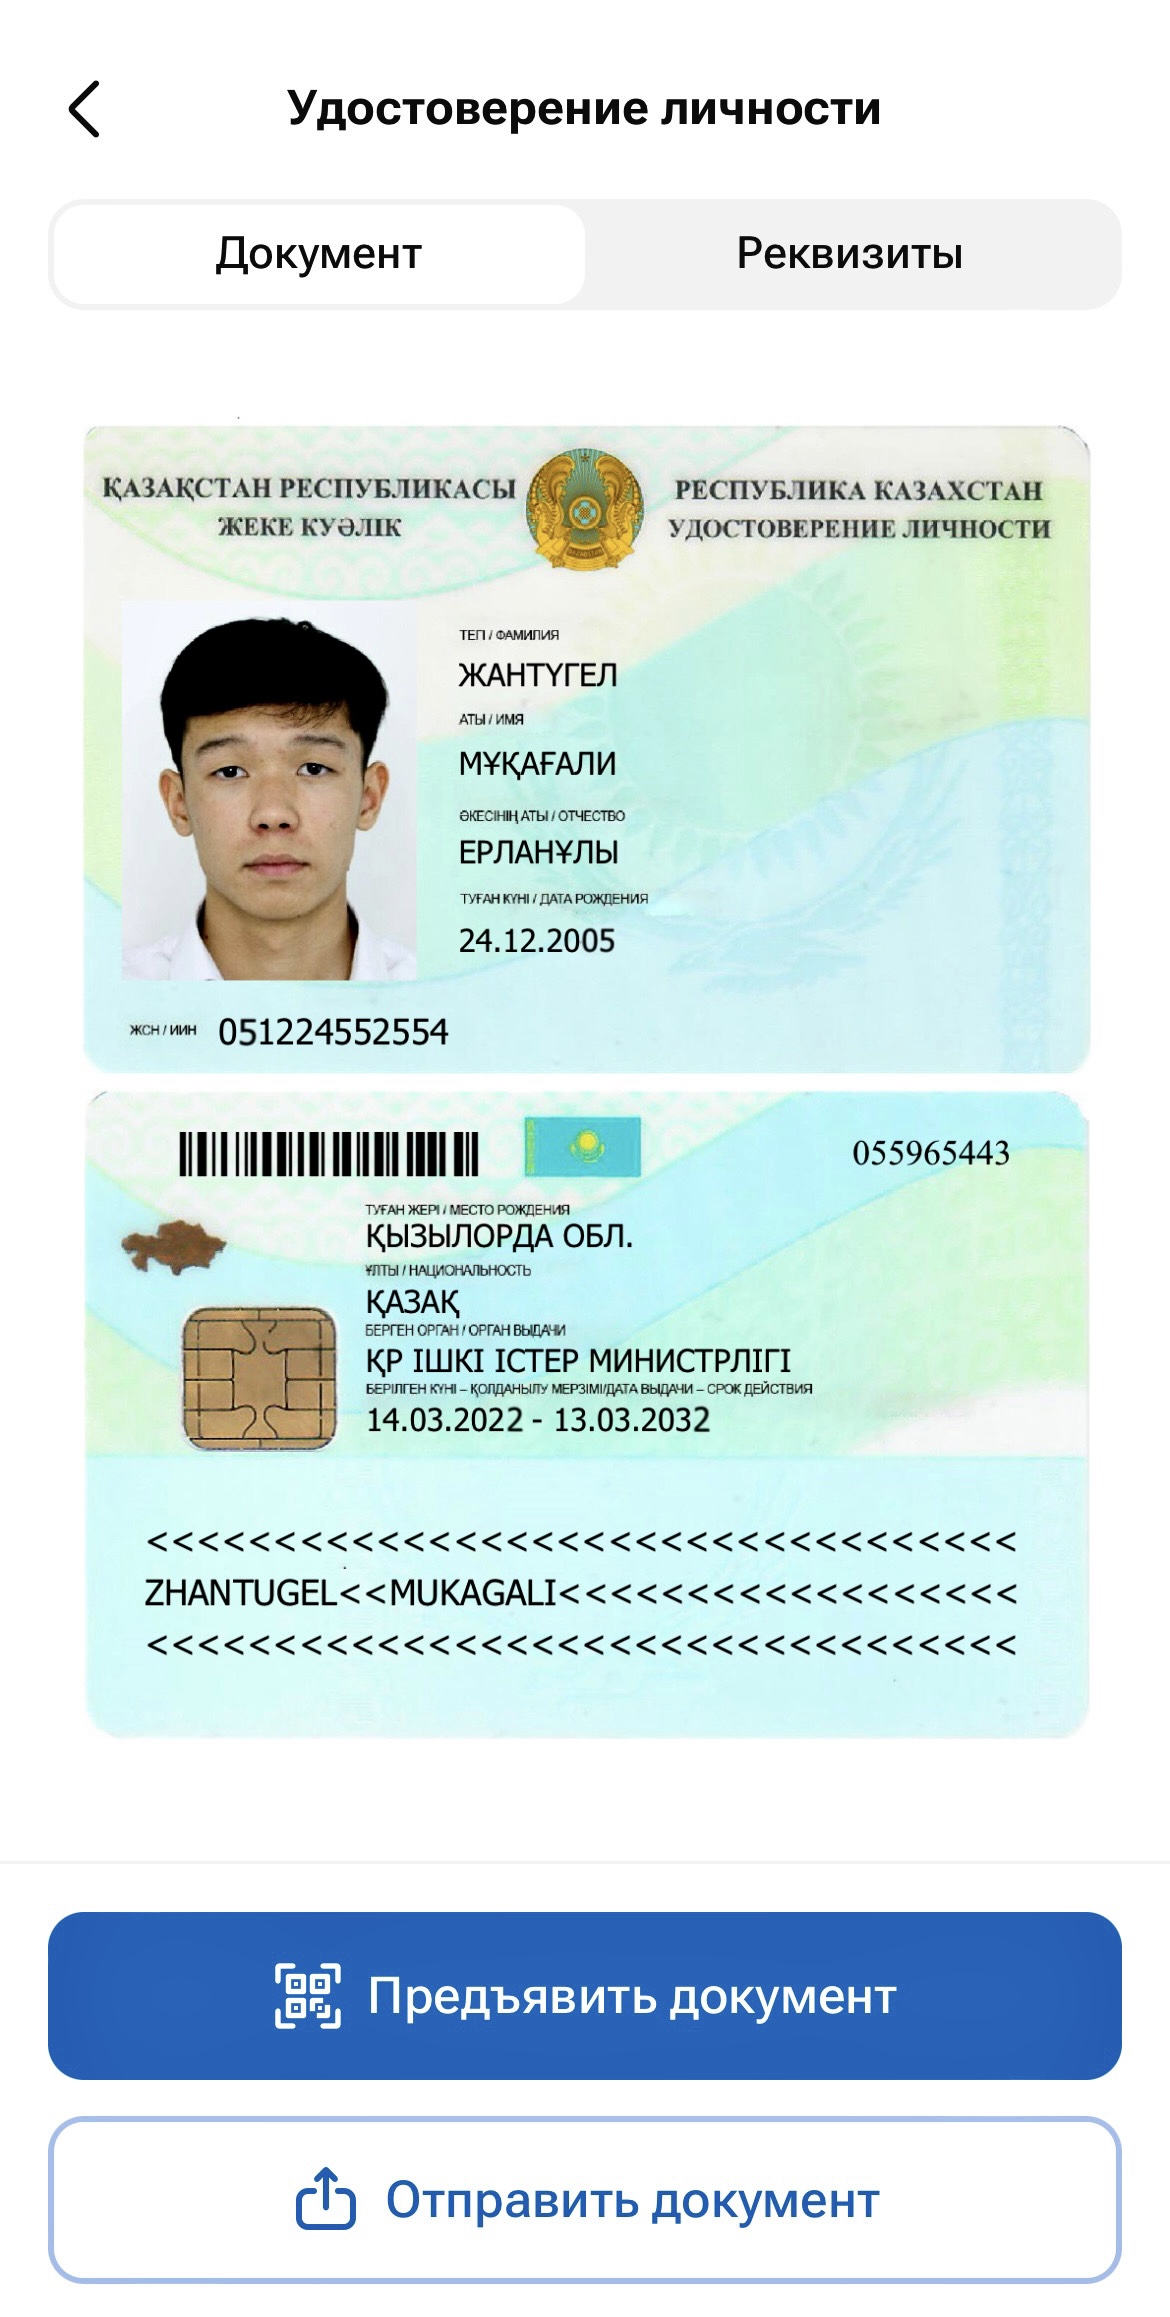 Удостоверение личности
Документ
Реквизиты
ҚАЗАҚСТАН РЕСПУБЛИКАСЫ
ЖЕКЕ КУӘЛІК
РЕСПУБЛИКА КАЗАХСТАН
УДОСТОВЕРЕНИЕ ЛИЧНОСТИ
ТЕГІ / ФАМИЛИЯ
ЖАНТҮГЕЛ
АТЫ / ИМЯ
МҰҚАҒАЛИ
ӘКЕСІНІҢ АТЫ / ОТЧЕСТВО
ЕРЛАНҰЛЫ
ТУҒАН КҮНІ / ДАТА РОЖДЕНИЯ
24.12.2005
ЖСН / ИИН 051224552554
055965443
ТУҒАН ЖЕРІ / МЕСТО РОЖДЕНИЯ
ҚЫЗЫЛОРДА ОБЛ.
ҰЛТЫ / НАЦИОНАЛЬНОСТЬ
ҚАЗАҚ
БЕРГЕН ОРГАН / ОРГАН ВЫДАЧИ
ҚР ІШКІ ІСТЕР МИНИСТРЛІГІ
БЕРІЛГЕН КҮНІ – ҚОЛДАНЫЛУ МЕРЗІМІ/ДАТА ВЫДАЧИ – СРОК ДЕЙСТВИЯ
14.03.2022 - 13.03.2032
<<<<<<<<<<<<<<<<<<<<<<<<<<<<<<<<<<
ZHANTUGEL<<MUKAGALI<<<<<<<<<<<<<<<<<<
<<<<<<<<<<<<<<<<<<<<<<<<<<<<<<<<<<
Предъявить документ
Отправить документ